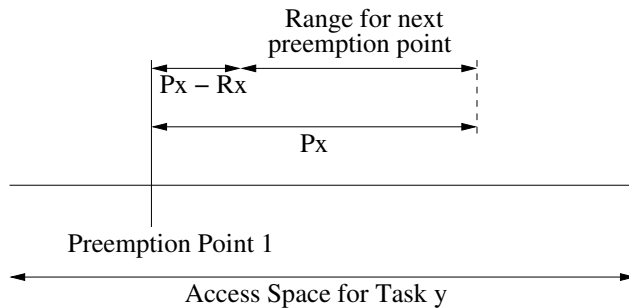 Range for next
preemption point
Px − Rx
Px
Preemption Point 1
Access Space for Task y